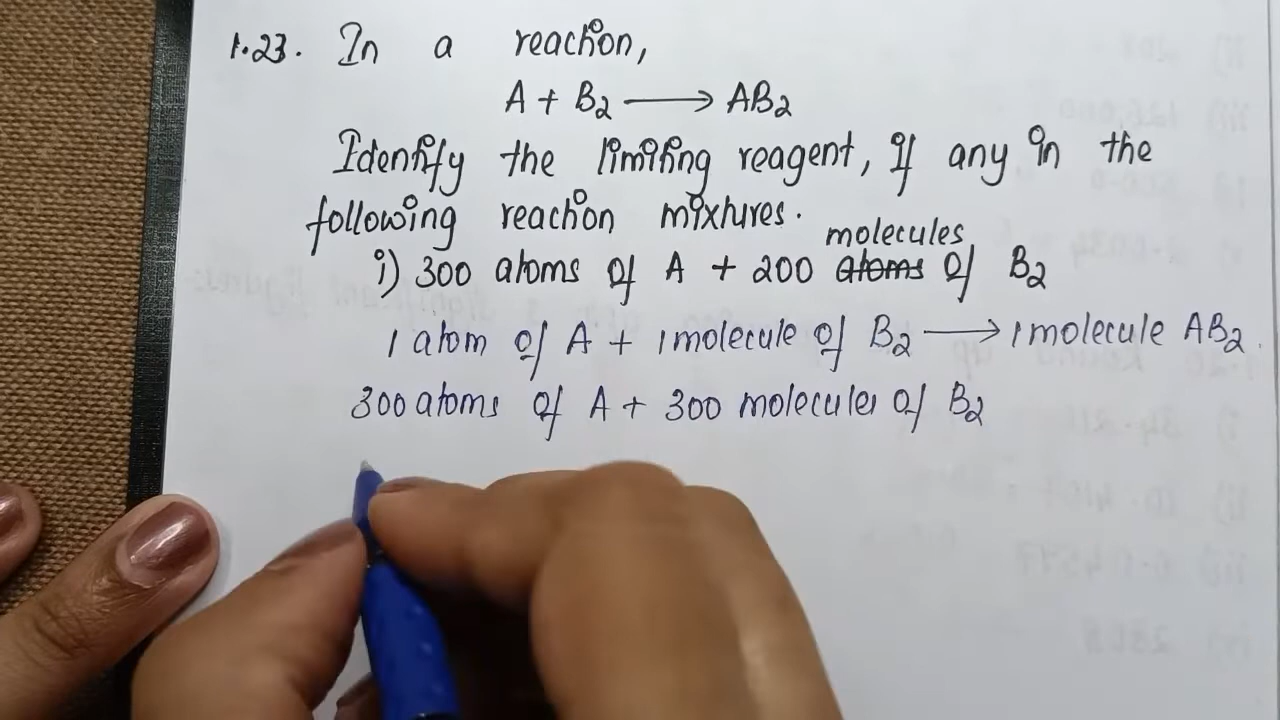 1.23. In a reaction,
A + B₂ ⟶ AB₂
Identify the limiting reagent, if any in the
following reaction mixtures.
molecules
i) 300 atoms of A + 200 atoms of B₂
1 atom of A + 1 molecule of B₂ ⟶ 1 molecule AB₂.
300 atoms of A + 300 molecules of B₂